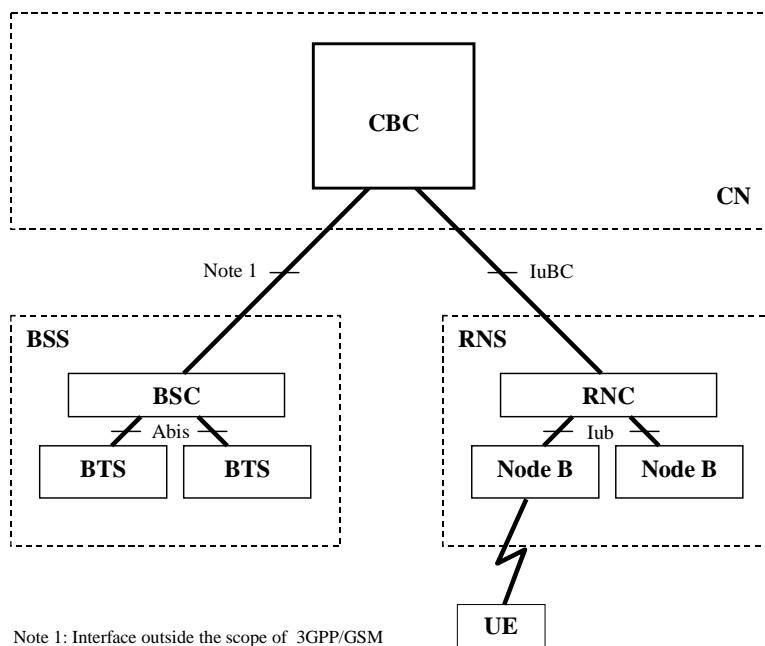 CBC
CN
Note 1
IuBC
BSS
RNS
BSC
RNC
Abis
Iub
BTS
BTS
Node B
Node B
UE
Note 1: Interface outside the scope of 3GPP/GSM